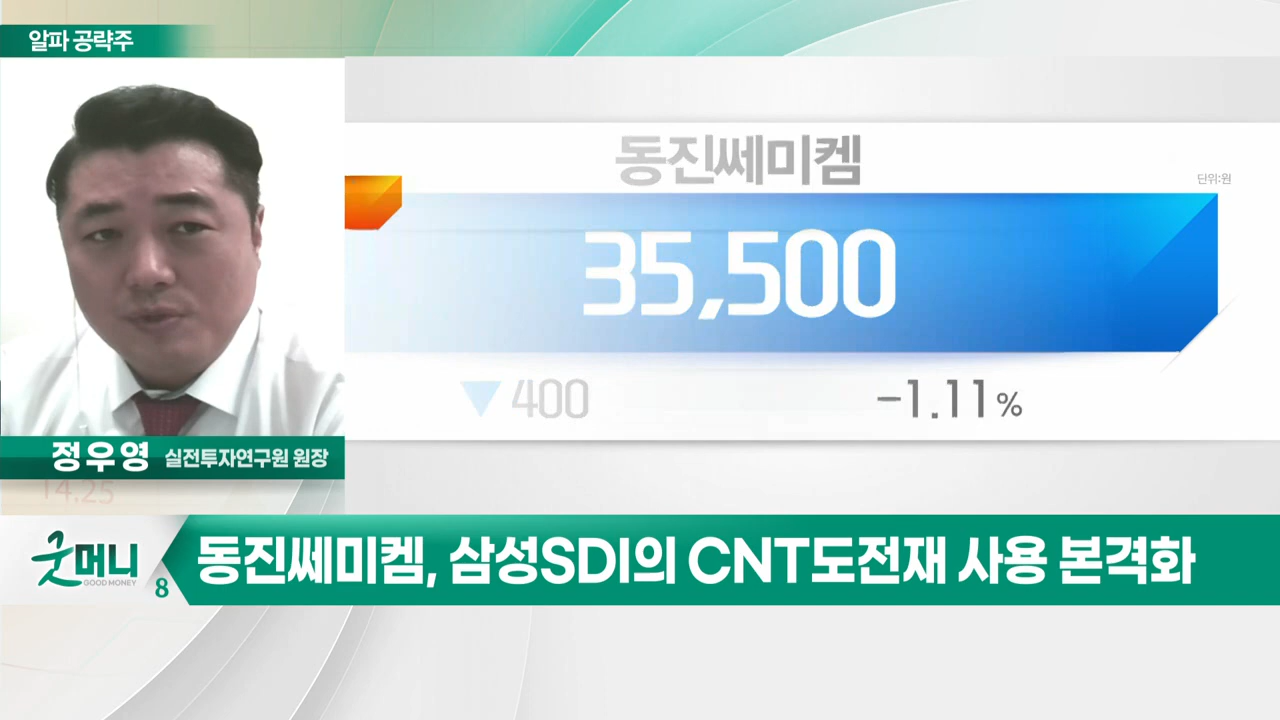 알파 공략주
동진쎄미켐
단위:원
35,500
▼400
-1.11%
정우영 실전투자연구원 원장
14.25
굿머니
GOOD MONEY
8
동진쎄미켐, 삼성SDI의 CNT도전재 사용 본격화